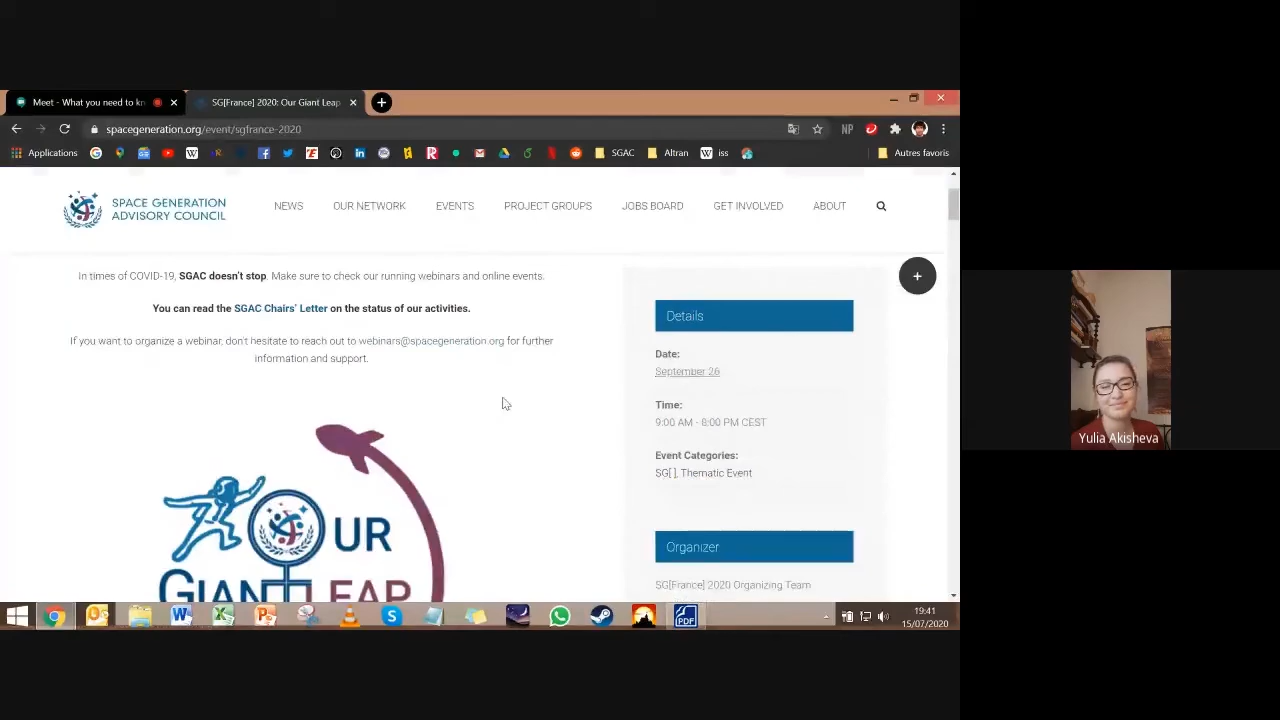 Meet - What you need to kn
SG[France] 2020: Our Giant Leap
spacegeneration.org/event/sgfrance-2020
NP
Applications
SGAC
Altran
iss
Autres favoris
SPACE GENERATION
ADVISORY COUNCIL
NEWS
OUR NETWORK
EVENTS
PROJECT GROUPS
JOBS BOARD
GET INVOLVED
ABOUT
In times of COVID-19, SGAC doesn't stop. Make sure to check our running webinars and online events.
You can read the SGAC Chairs' Letter on the status of our activities.
If you want to organize a webinar, don't hesitate to reach out to webinars@spacegeneration.org for further
information and support.
OUR
GIANT LEAP
Details
Date:
September 26
Time:
9:00 AM - 8:00 PM CEST
Event Categories:
SG[ ], Thematic Event
Organizer
SG[France] 2020 Organizing Team
Yulia Akisheva
PDF
19:41
15/07/2020